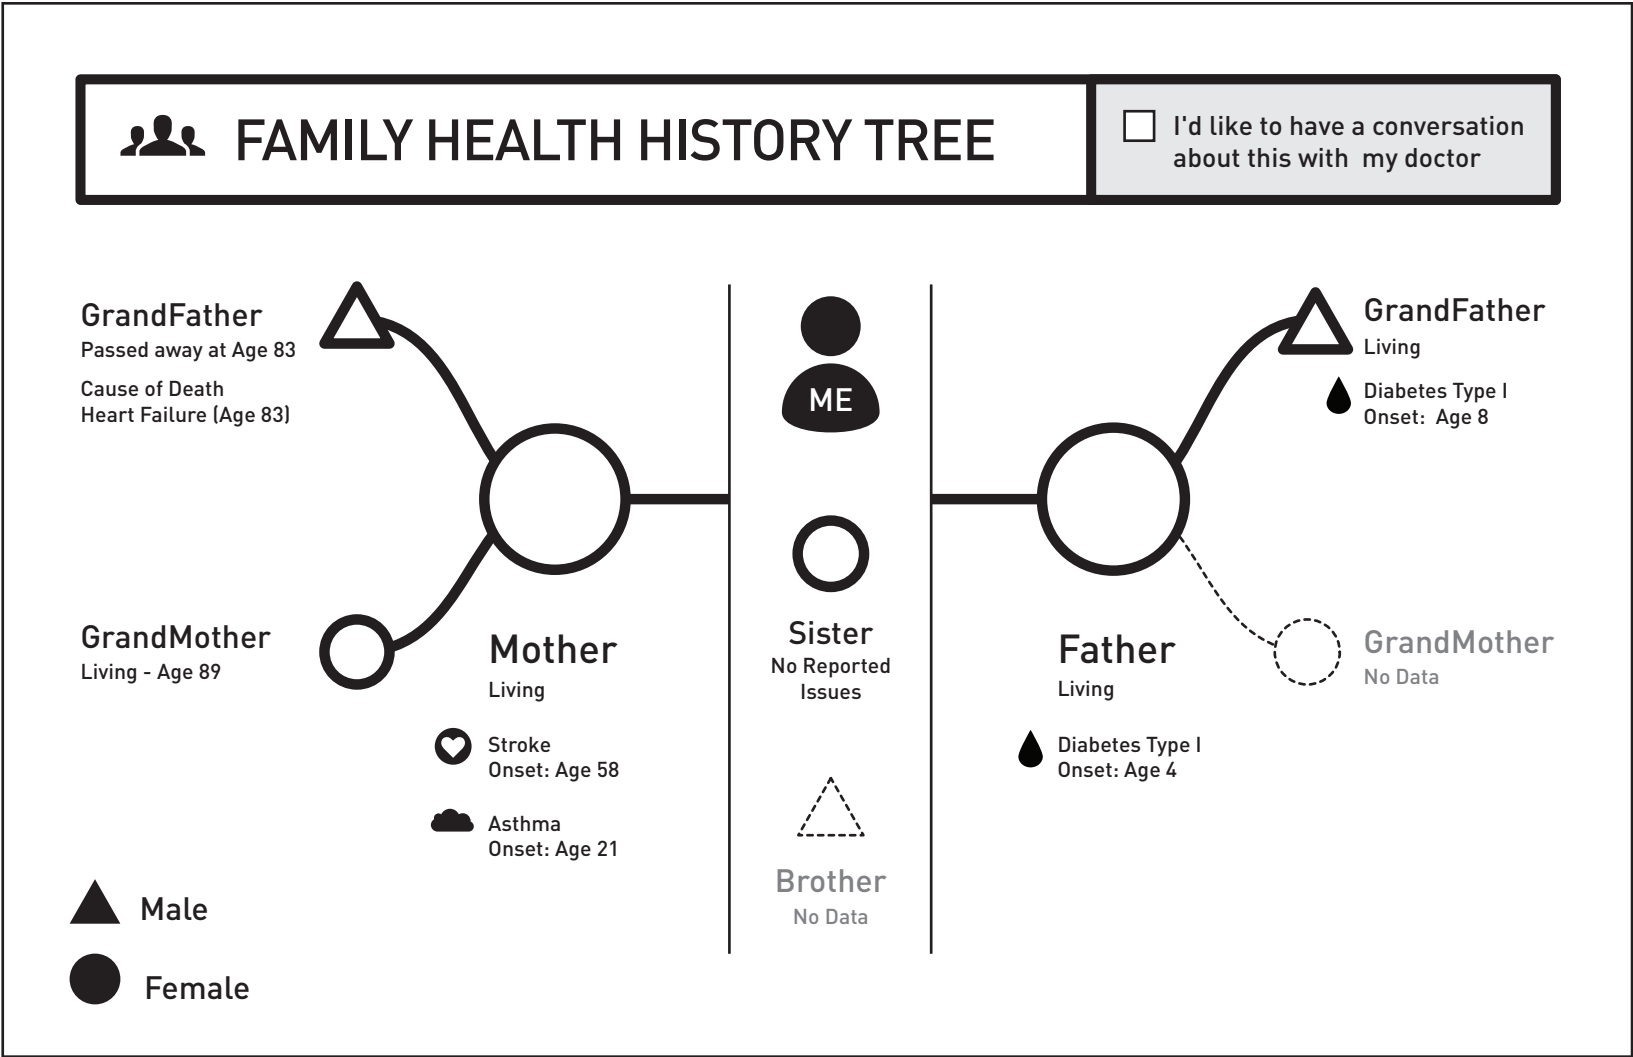 FAMILY HEALTH HISTORY TREE
I'd like to have a conversation
about this with my doctor
GrandFather
Passed away at Age 83
Cause of Death
Heart Failure (Age 83)
GrandMother
Living - Age 89
Mother
Living
Stroke
Onset: Age 58
Asthma
Onset: Age 21
Male
Female
ME
Sister
No Reported
Issues
Brother
No Data
GrandFather
Living
Diabetes Type I
Onset: Age 8
Father
Living
Diabetes Type I
Onset: Age 4
GrandMother
No Data